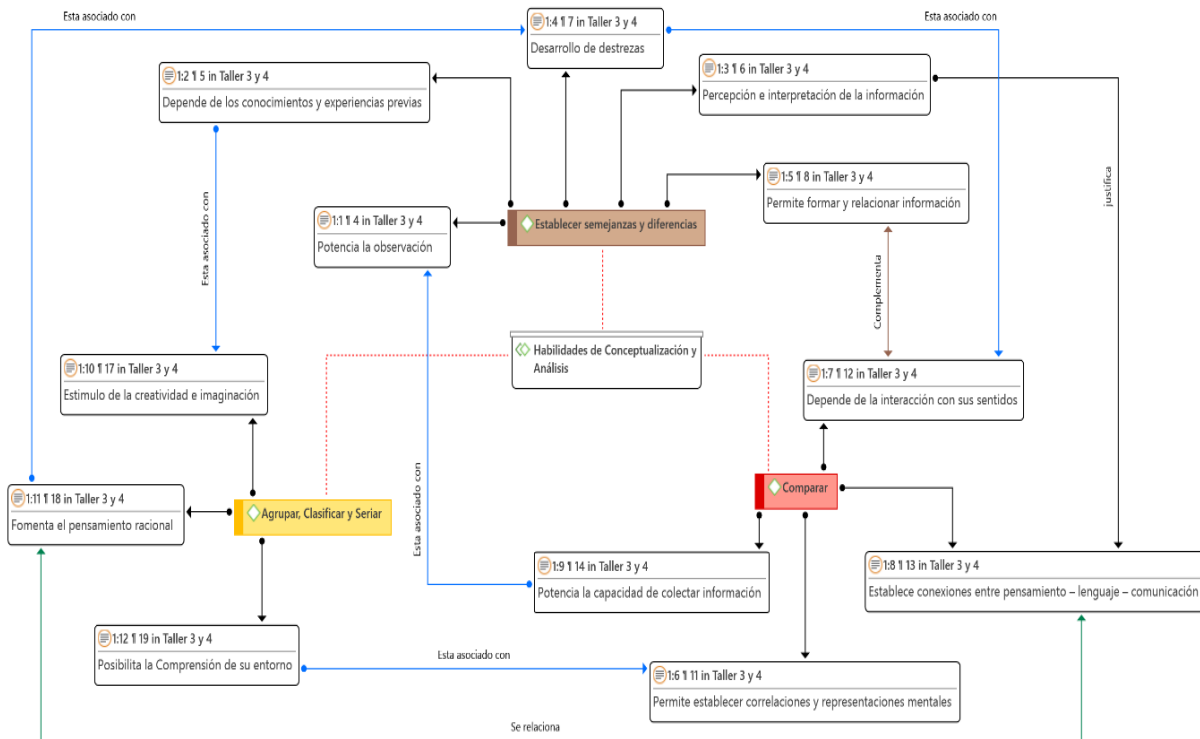 Esta asociado con
1:4 ¶ 7 in Taller 3 y 4
Desarrollo de destrezas
Esta asociado con
1:2 ¶ 5 in Taller 3 y 4
Depende de los conocimientos y experiencias previas
1:3 ¶ 6 in Taller 3 y 4
Percepción e interpretación de la información
justifica
1:5 ¶ 8 in Taller 3 y 4
Permite formar y relacionar información
Esta asociado con
1:1 ¶ 4 in Taller 3 y 4
Potencia la observación
Establecer semejanzas y diferencias
Complementa
Habilidades de Conceptualización y
Análisis
1:10 ¶ 17 in Taller 3 y 4
Estimulo de la creatividad e imaginación
1:7 ¶ 12 in Taller 3 y 4
Depende de la interacción con sus sentidos
Esta asociado con
1:11 ¶ 18 in Taller 3 y 4
Fomenta el pensamiento racional
Agrupar, Clasificar y Seriar
Comparar
1:9 ¶ 14 in Taller 3 y 4
Potencia la capacidad de colectar información
1:8 ¶ 13 in Taller 3 y 4
Establece conexiones entre pensamiento – lenguaje – comunicación
1:12 ¶ 19 in Taller 3 y 4
Posibilita la Comprensión de su entorno
Esta asociado con
1:6 ¶ 11 in Taller 3 y 4
Permite establecer correlaciones y representaciones mentales
Se relaciona